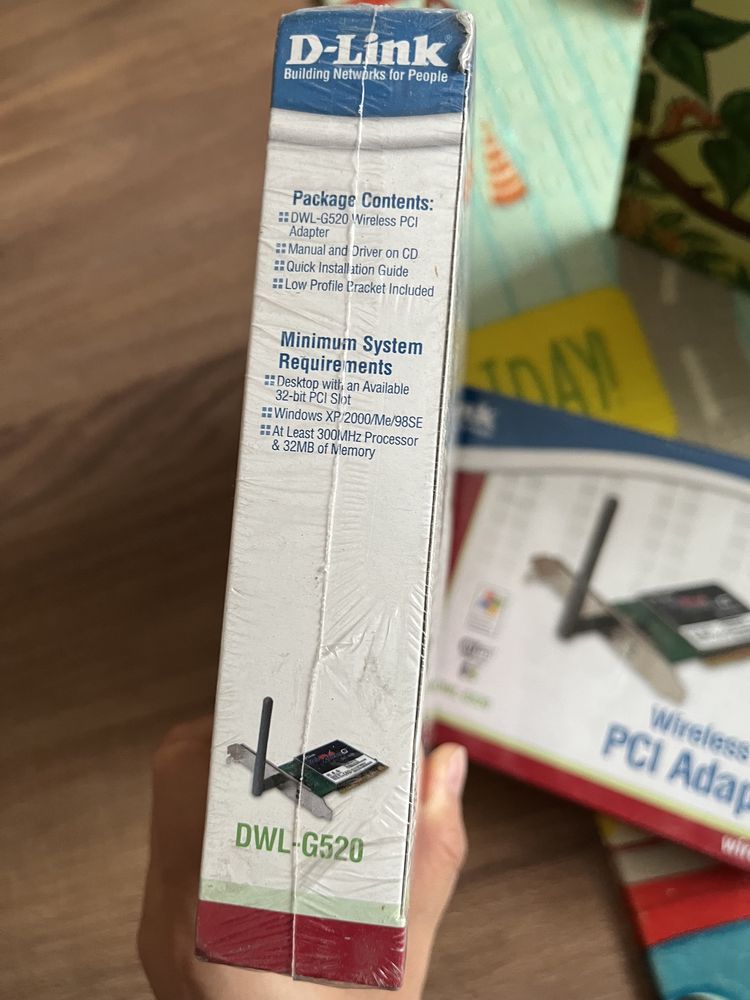 D-Link
Building Networks for People
Package Contents:
DWL-G520 Wireless PCI
Adapter
Manual and Driver on CD
Quick Installation Guide
Low Profile Bracket Included
Minimum System
Requirements
Desktop with an Available
32-bit PCI Slot
Windows XP/2000/Me/98SE
At Least 300MHz Processor
& 32MB of Memory
DWL-G520
Wireless
PCI